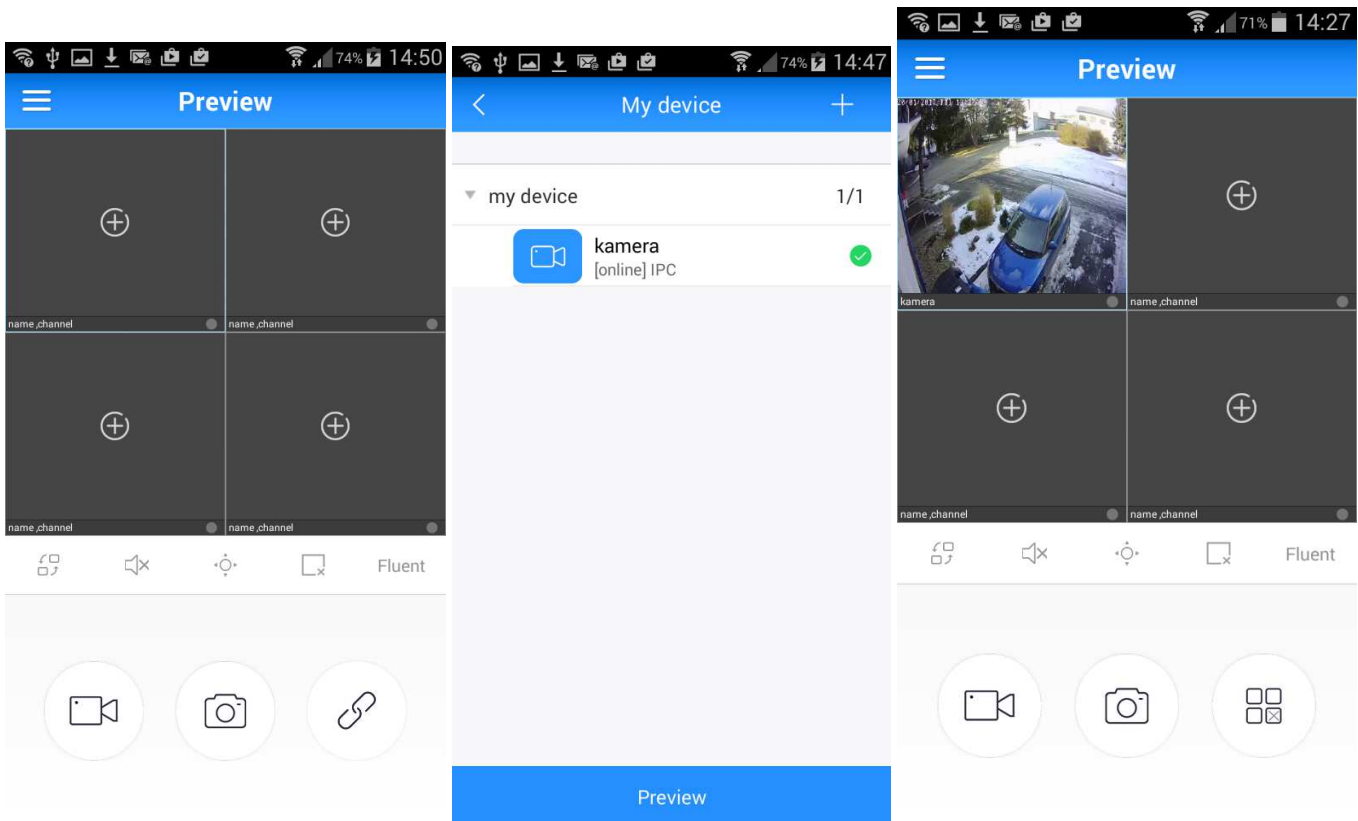 74% 14:50
Preview
name ,channel
name ,channel
name ,channel
name ,channel
Fluent
74% 14:47
My device
my device 1/1
kamera
[online] IPC
Preview
71% 14:27
Preview
kamera
name ,channel
name ,channel
name ,channel
Fluent